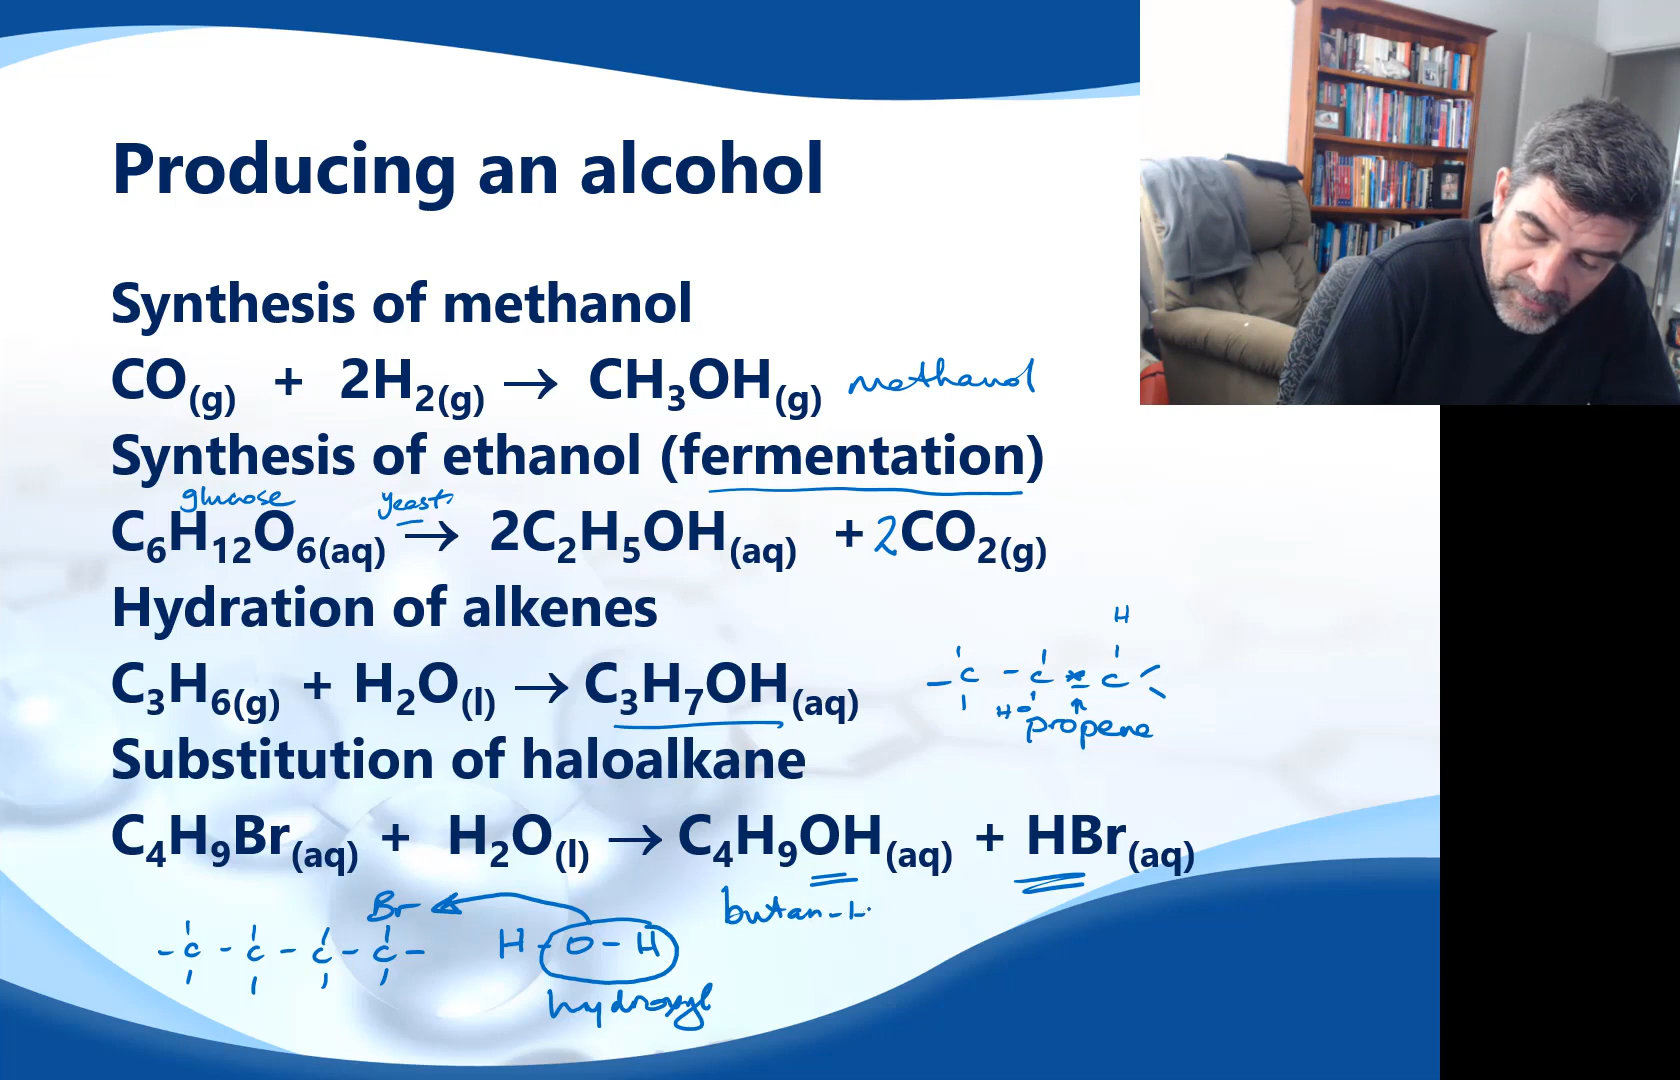 Producing an alcohol
Synthesis of methanol
CO(g) + 2H2(g) → CH3OH(g) methanol
Synthesis of ethanol (fermentation)
glucose yeast
C6H12O6(aq) → 2C2H5OH(aq) + 2CO2(g)
Hydration of alkenes
H
C3H6(g) + H2O(l) → C3H7OH(aq)
- C - C = C
H O
propene
Substitution of haloalkane
C4H9Br(aq) + H2O(l) → C4H9OH(aq) + HBr(aq)
Br
butan-1-
- C - C - C - C - H - O - H
hydroxyl